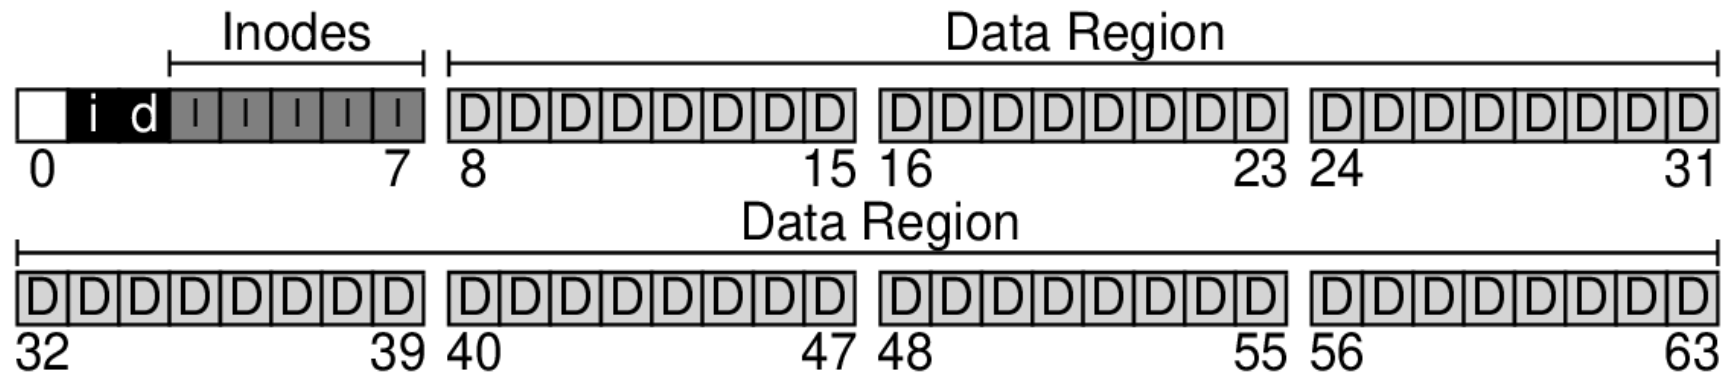 Inodes Data Region
i d I I I I I D D D D D D D D D D D D D D D D D D D D D D D D
0 7 8 15 16 23 24 31
Data Region
D D D D D D D D D D D D D D D D D D D D D D D D D D D D D D D D
32 39 40 47 48 55 56 63